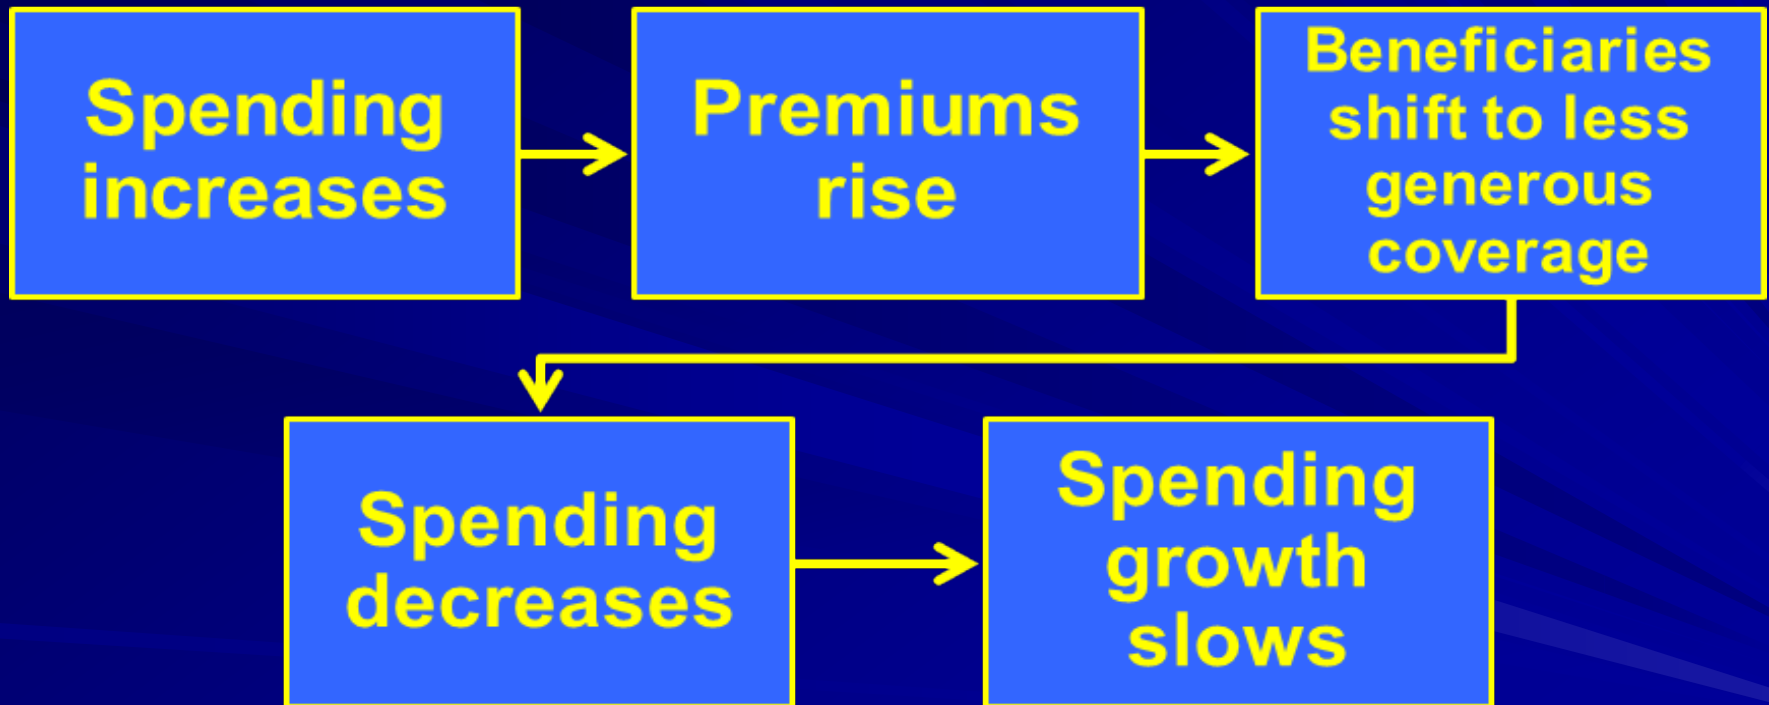 Spending
increases
Premiums
rise
Beneficiaries
shift to less
generous
coverage
Spending
decreases
Spending
growth
slows